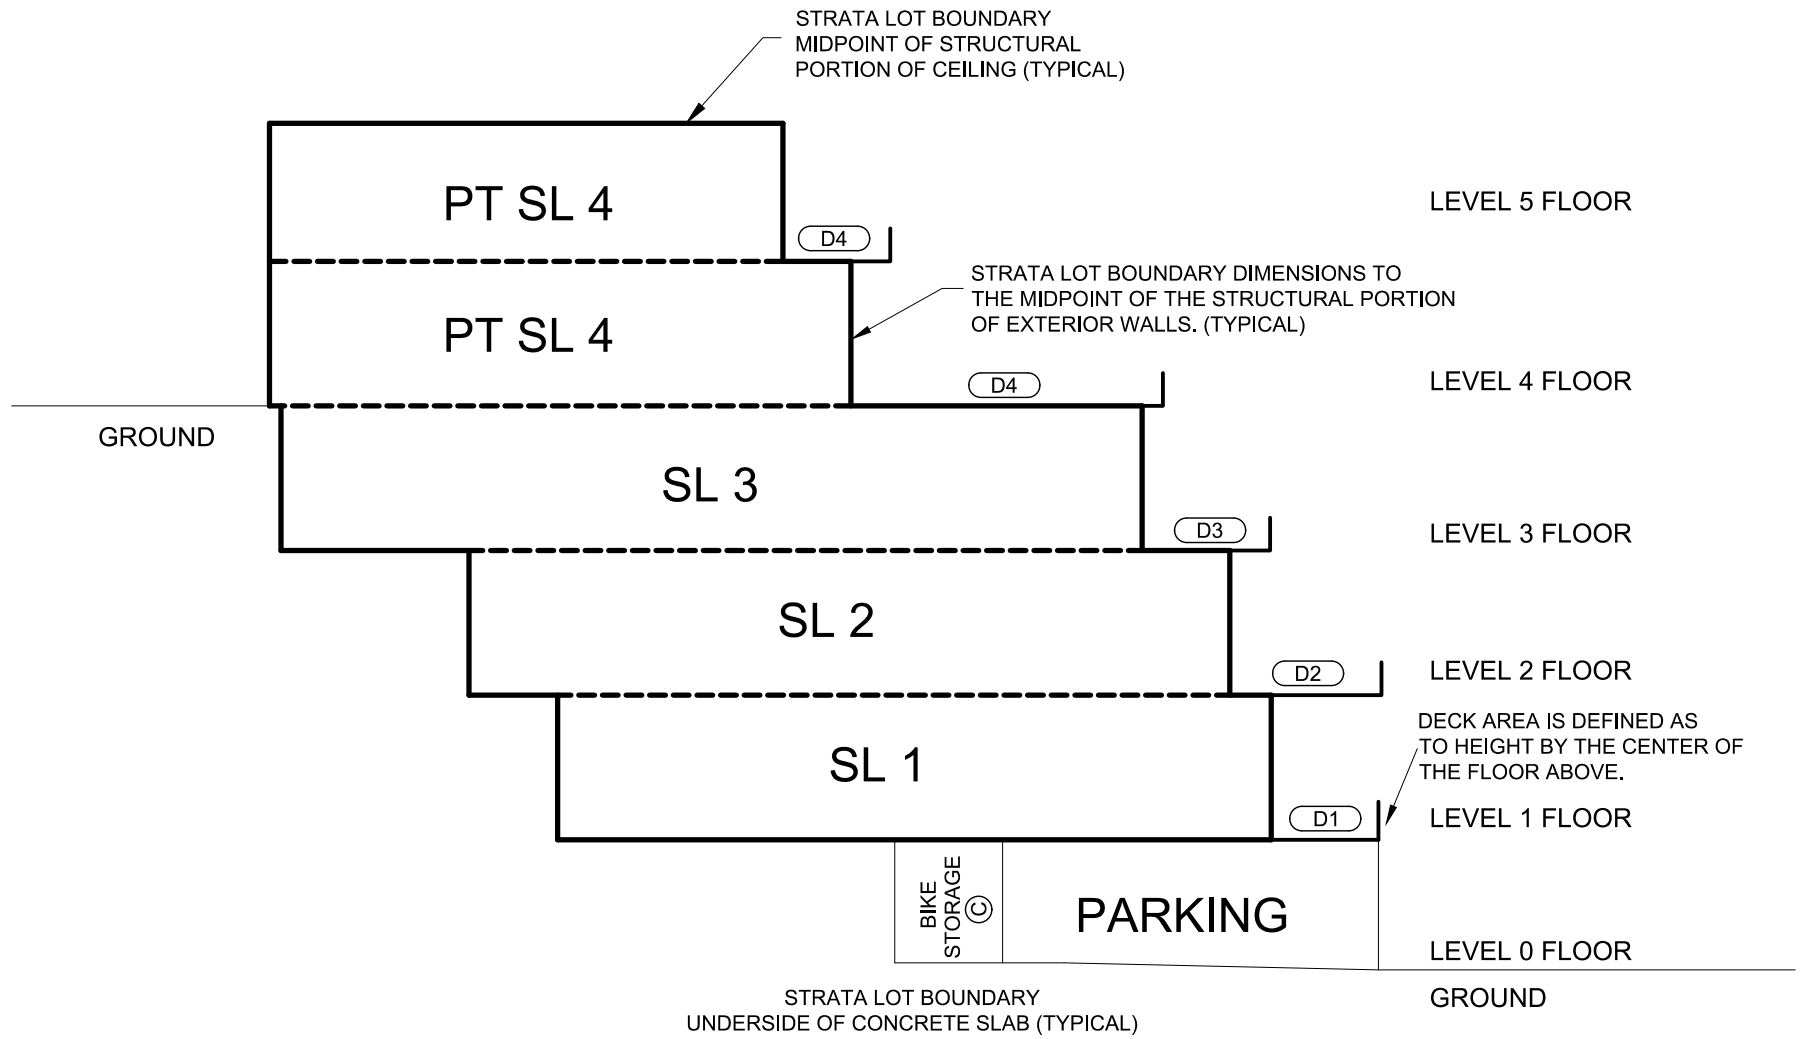 STRATA LOT BOUNDARY
MIDPOINT OF STRUCTURAL
PORTION OF CEILING (TYPICAL)
PT SL 4
LEVEL 5 FLOOR
D4
STRATA LOT BOUNDARY DIMENSIONS TO
THE MIDPOINT OF THE STRUCTURAL PORTION
OF EXTERIOR WALLS. (TYPICAL)
PT SL 4
D4
LEVEL 4 FLOOR
GROUND
SL 3
D3
LEVEL 3 FLOOR
SL 2
D2
LEVEL 2 FLOOR
DECK AREA IS DEFINED AS
TO HEIGHT BY THE CENTER OF
THE FLOOR ABOVE.
SL 1
D1
LEVEL 1 FLOOR
BIKE
STORAGE
C
PARKING
LEVEL 0 FLOOR
GROUND
STRATA LOT BOUNDARY
UNDERSIDE OF CONCRETE SLAB (TYPICAL)